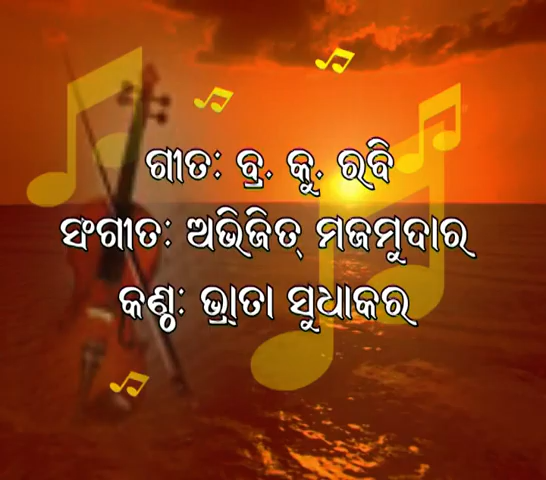 ଗୀତ: ବ୍ର. କୁ. ରବି
ସଂଗୀତ: ଅଭିଜିତ୍ ମଜମୁଦାର
କଣ୍ଠ: ଭ୍ରାତା ସୁଧାକର